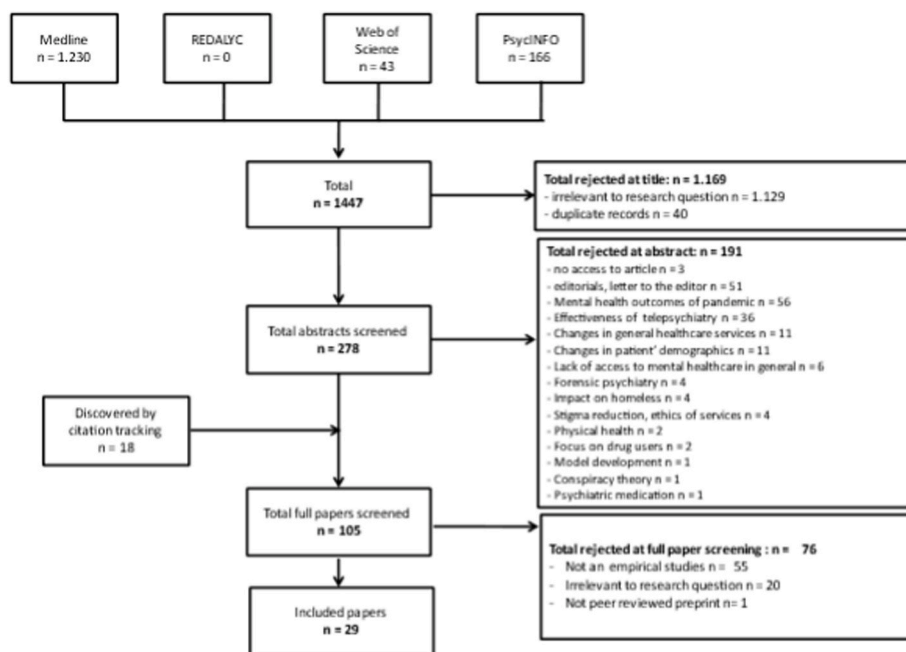 Medline
n = 1.230
REDALYC
n = 0
Web of
Science
n = 43
PsycINFO
n = 166
Total
n = 1447
Total rejected at title: n = 1.169
- irrelevant to research question n = 1.129
- duplicate records n = 40
Total abstracts screened
n = 278
Total rejected at abstract: n = 191
- no access to article n = 3
- editorials, letter to the editor n = 51
- Mental health outcomes of pandemic n = 56
- Effectiveness of telepsychiatry n = 36
- Changes in general healthcare services n = 11
- Changes in patient' demographics n = 11
- Lack of access to mental healthcare in general n = 6
- Forensic psychiatry n = 4
- Impact on homeless n = 4
- Stigma reduction, ethics of services n = 4
- Physical health n = 2
- Focus on drug users n = 2
- Model development n = 1
- Conspiracy theory n = 1
- Psychiatric medication n = 1
Discovered by
citation tracking
n = 18
Total full papers screened
n = 105
Total rejected at full paper screening : n = 76
- Not an empirical studies n = 55
- Irrelevant to research question n = 20
- Not peer reviewed preprint n= 1
Included papers
n = 29